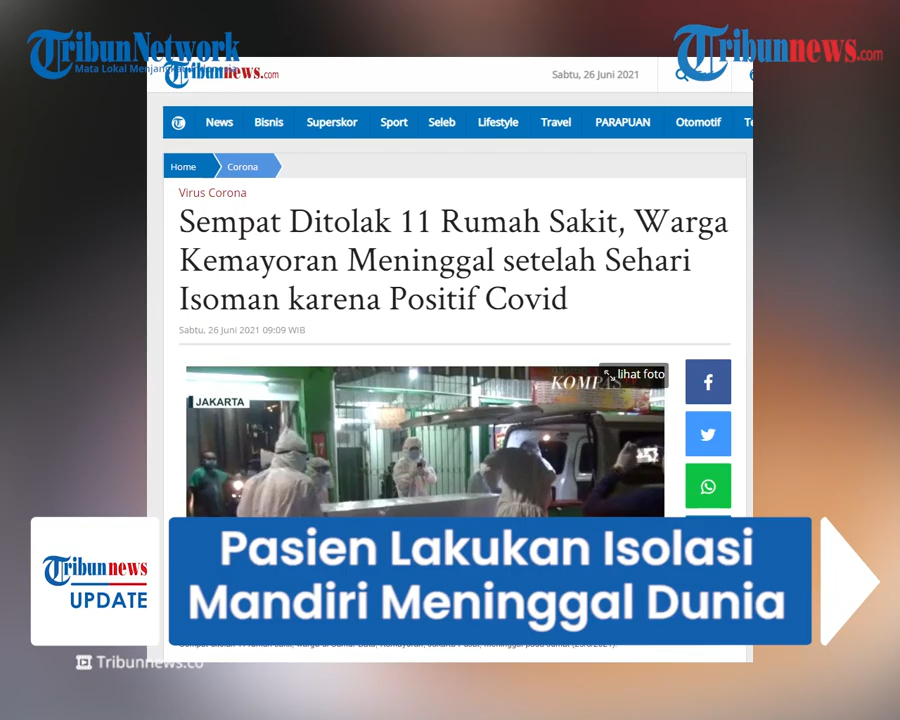 TribunNetwork
Mata Lokal Menjangkau Indonesia
Tribunnews.com
Tribunnews.com
Sabtu, 26 Juni 2021
News Bisnis Superskor Sport Seleb Lifestyle Travel PARAPUAN Otomotif
Home Corona
Virus Corona
Sempat Ditolak 11 Rumah Sakit, Warga
Kemayoran Meninggal setelah Sehari
Isoman karena Positif Covid
Sabtu, 26 Juni 2021 09:09 WIB
lihat foto
KOMPAS
JAKARTA
Tribunnews
UPDATE
Pasien Lakukan Isolasi
Mandiri Meninggal Dunia
Tribunnews.co